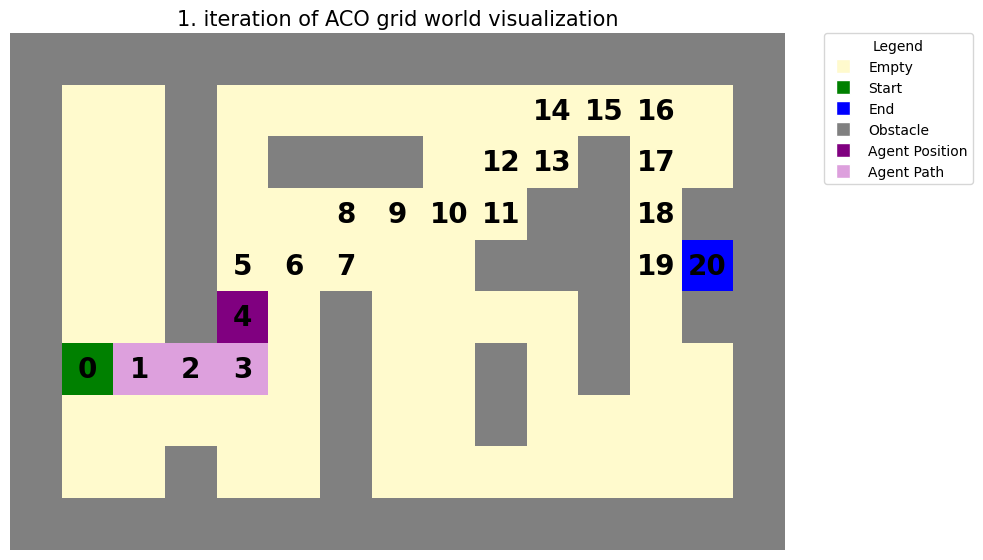 1. iteration of ACO grid world visualization
Legend
Empty
Start
End
Obstacle
Agent Position
Agent Path
14 15 16
12 13 17
8 9 10 11 18
5 6 7 19 20
4
0 1 2 3